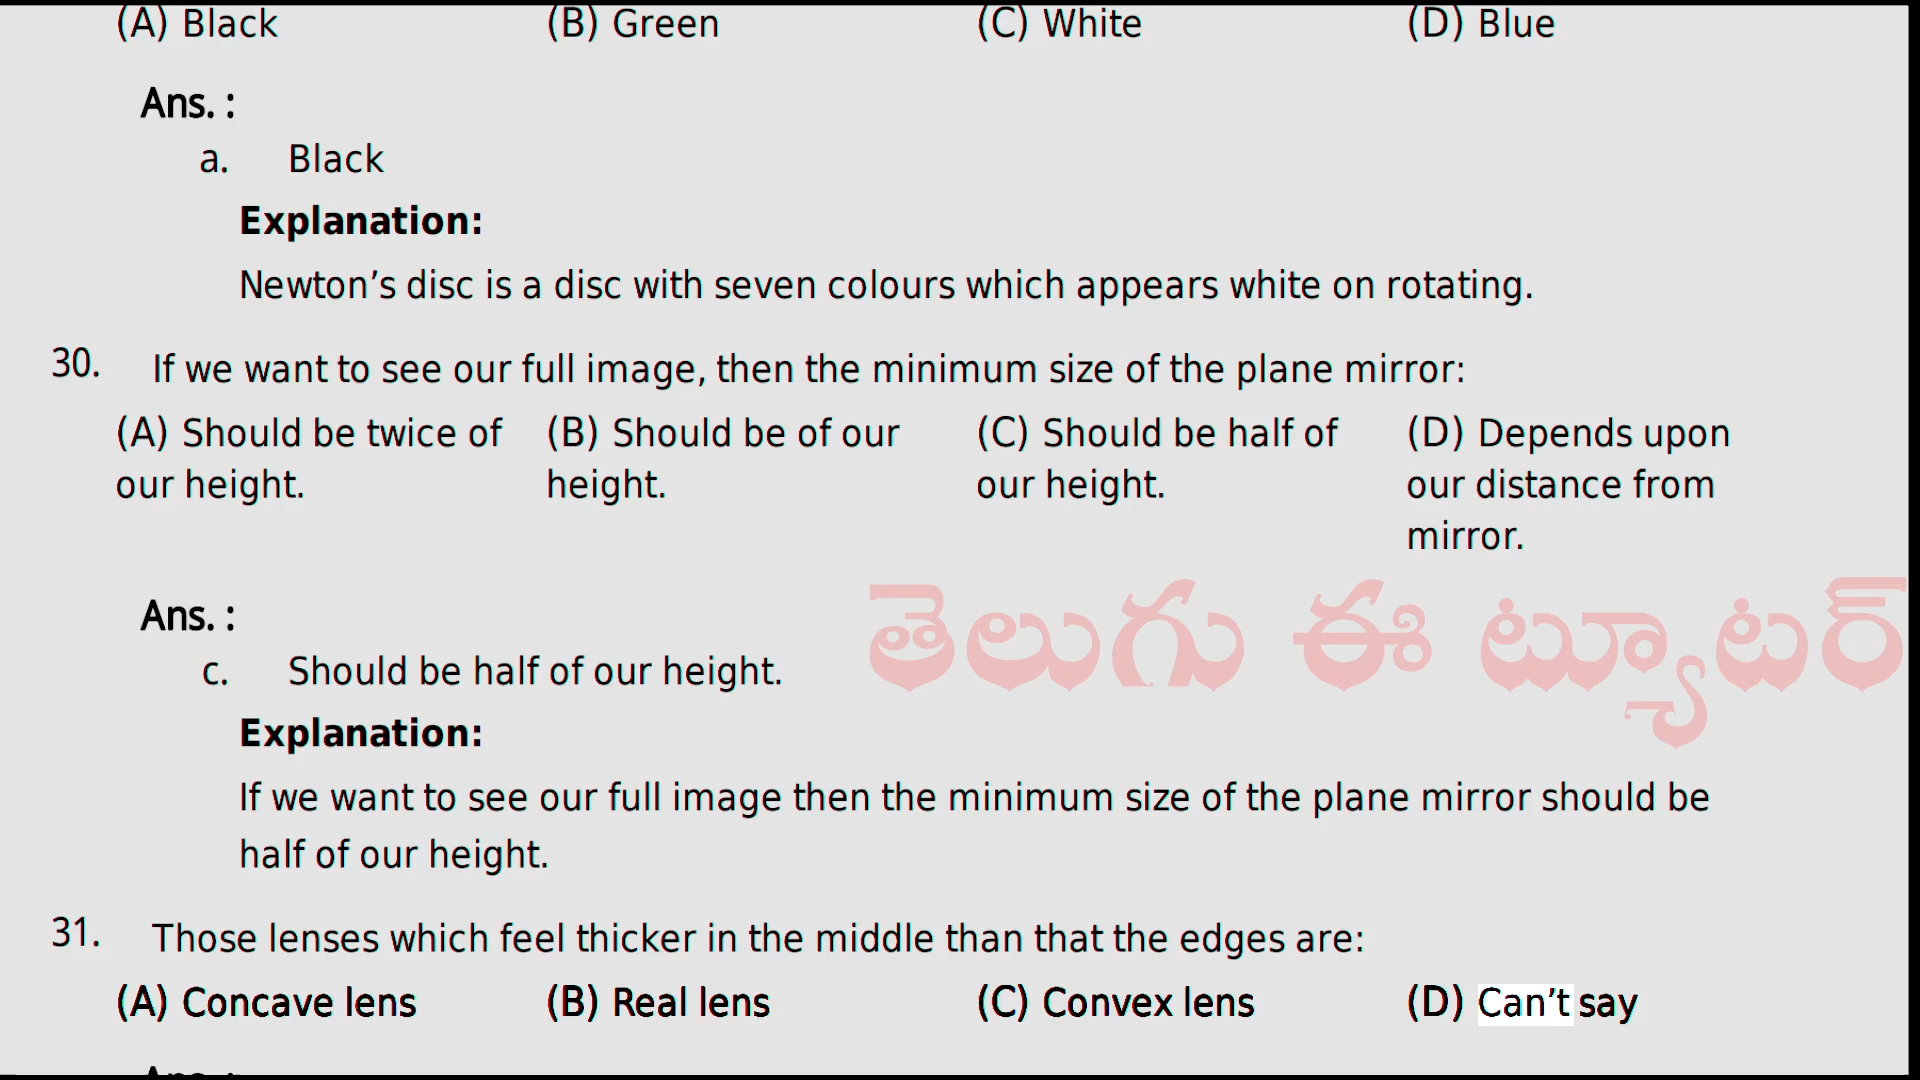 (A) Black (B) Green (C) White (D) Blue
Ans. :
a. Black
Explanation:
Newton’s disc is a disc with seven colours which appears white on rotating.
30. If we want to see our full image, then the minimum size of the plane mirror:
(A) Should be twice of (B) Should be of our (C) Should be half of (D) Depends upon
our height. height. our height. our distance from
mirror.
తెలుగు ఈ ట్యూటర్
Ans. :
c. Should be half of our height.
Explanation:
If we want to see our full image then the minimum size of the plane mirror should be
half of our height.
31. Those lenses which feel thicker in the middle than that the edges are:
(A) Concave lens (B) Real lens (C) Convex lens (D) Can’t say